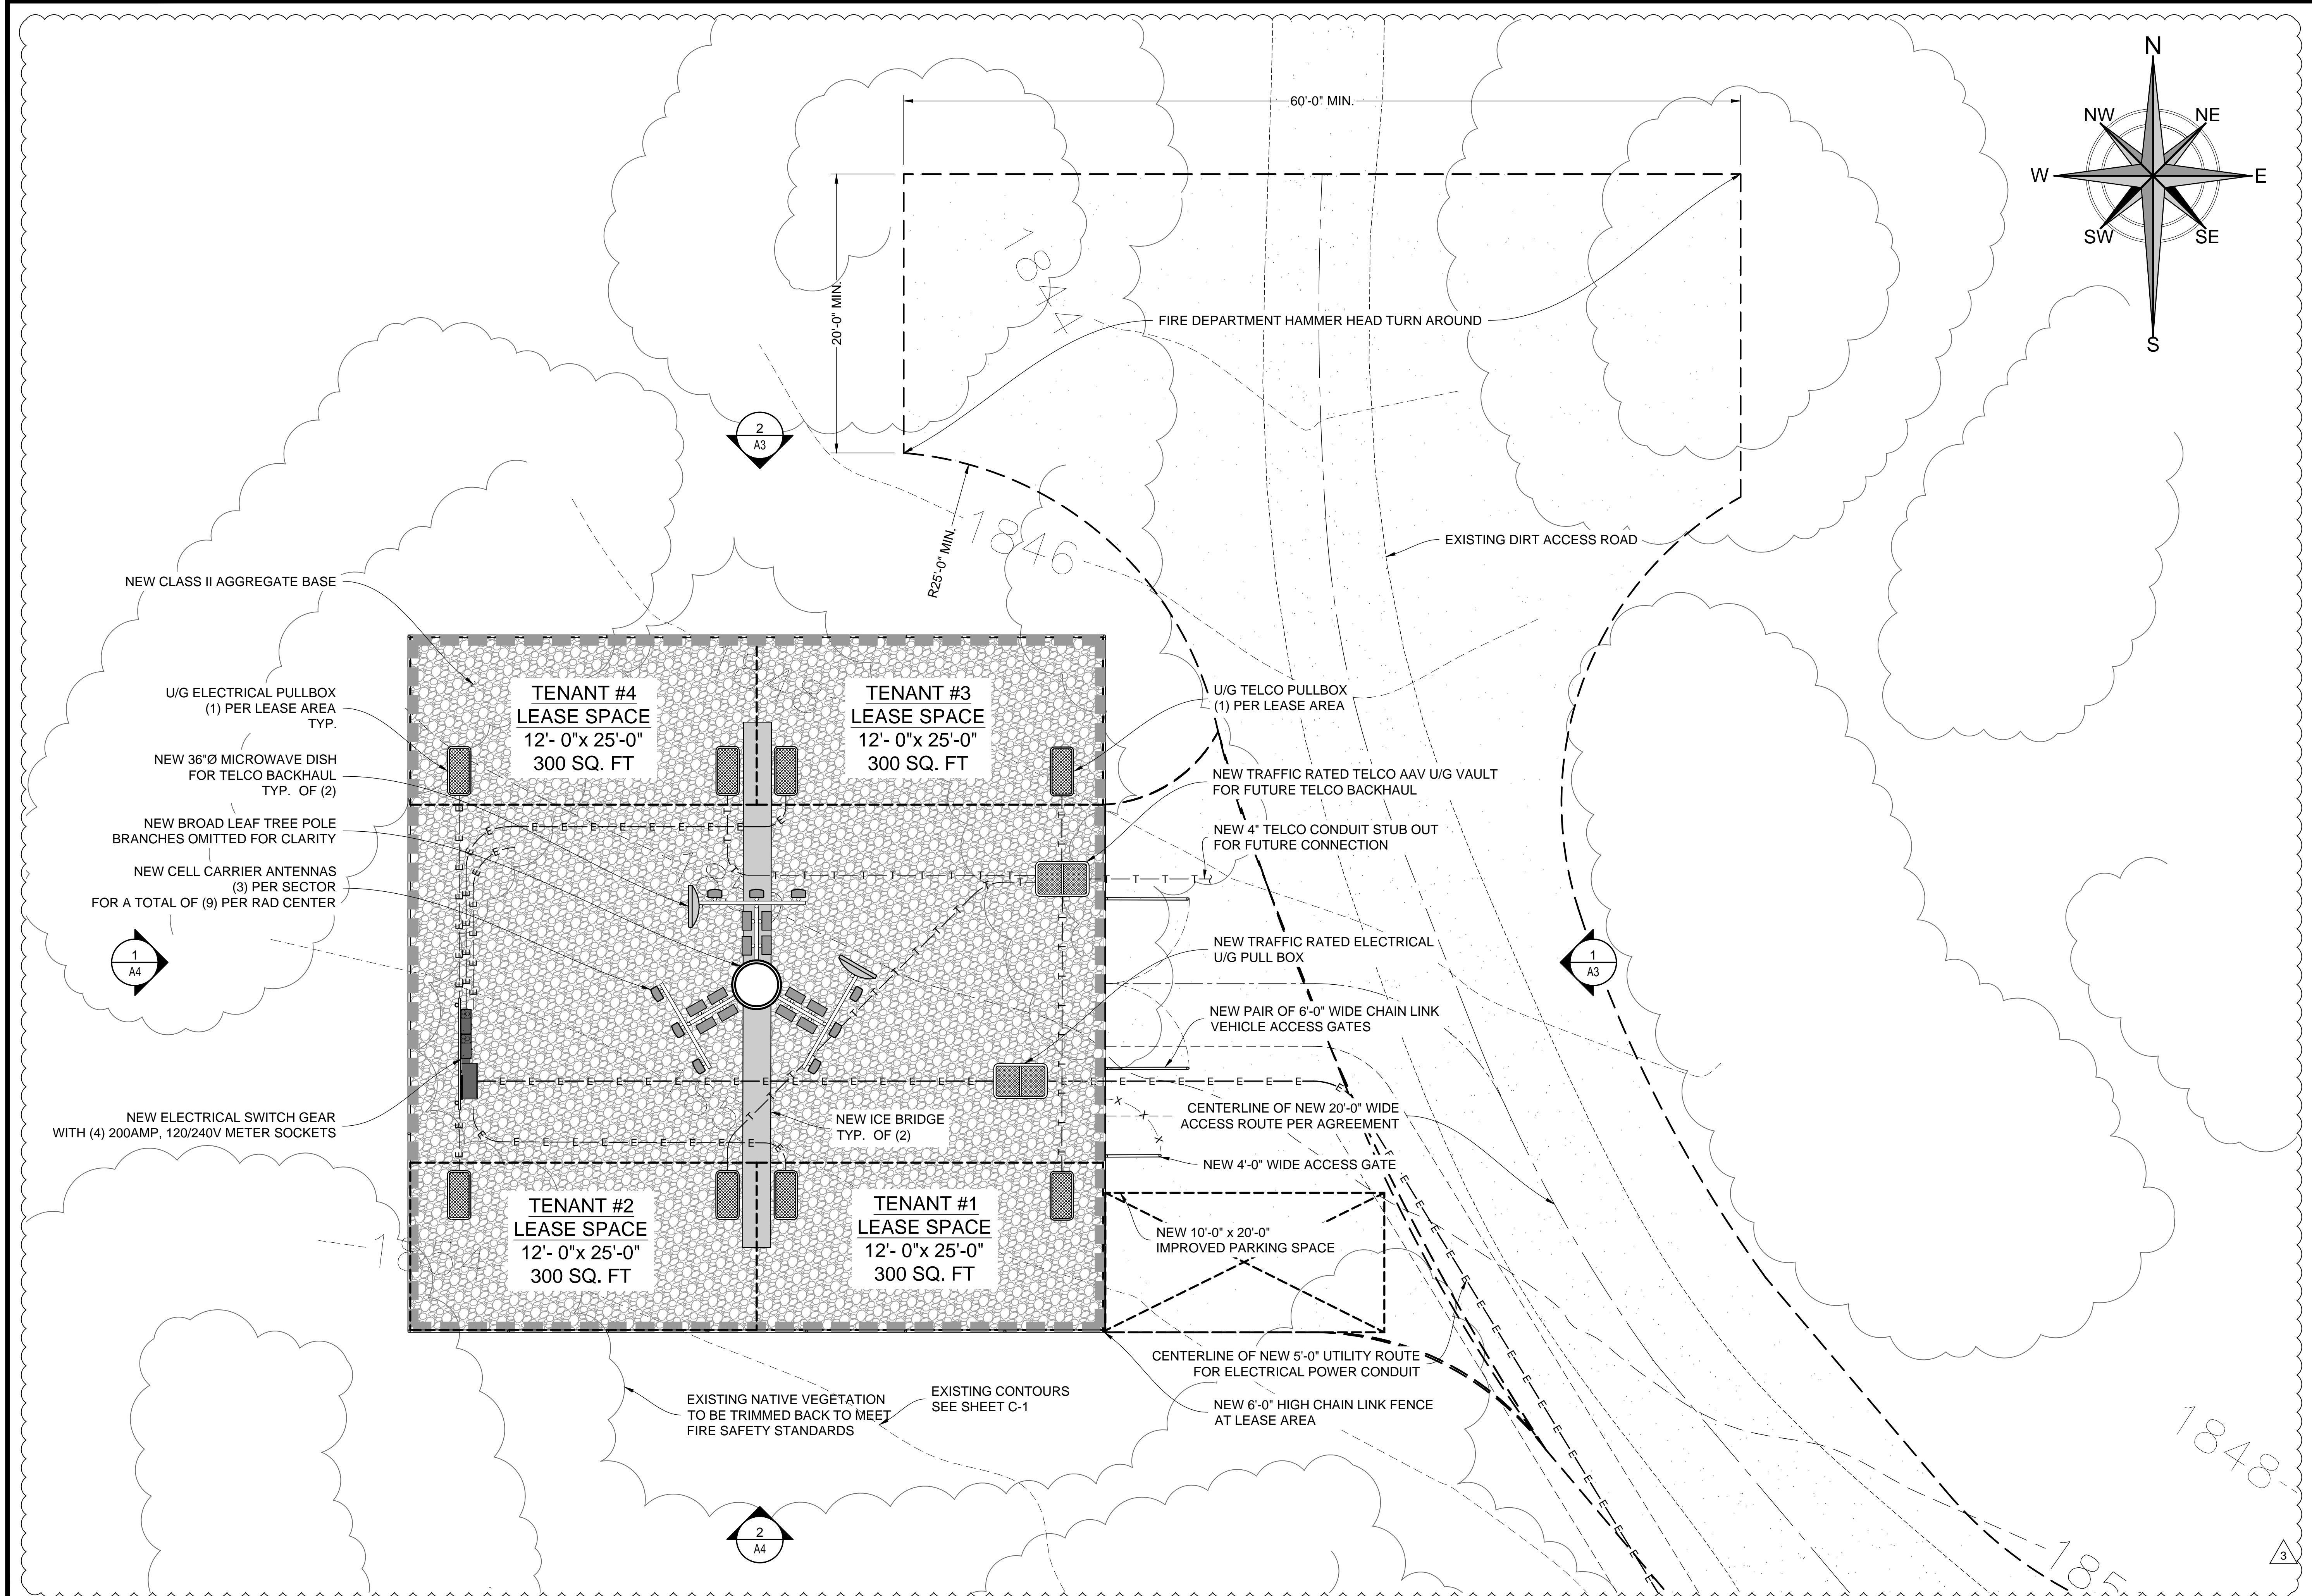 N
NW
NE
W
E
SW
SE
S
60'-0" MIN.
20'-0" MIN.
1844
FIRE DEPARTMENT HAMMER HEAD TURN AROUND
2
A3
R25'-0" MIN.
1846
EXISTING DIRT ACCESS ROAD
NEW CLASS II AGGREGATE BASE
U/G ELECTRICAL PULLBOX
(1) PER LEASE AREA
TYP.
NEW 36"Ø MICROWAVE DISH
FOR TELCO BACKHAUL
TYP. OF (2)
NEW BROAD LEAF TREE POLE
BRANCHES OMITTED FOR CLARITY
NEW CELL CARRIER ANTENNAS
(3) PER SECTOR
FOR A TOTAL OF (9) PER RAD CENTER
1
A4
NEW ELECTRICAL SWITCH GEAR
WITH (4) 200AMP, 120/240V METER SOCKETS
TENANT #4
LEASE SPACE
12'- 0"x 25'-0"
300 SQ. FT
TENANT #3
LEASE SPACE
12'- 0"x 25'-0"
300 SQ. FT
U/G TELCO PULLBOX
(1) PER LEASE AREA
NEW TRAFFIC RATED TELCO AAV U/G VAULT
FOR FUTURE TELCO BACKHAUL
NEW 4" TELCO CONDUIT STUB OUT
FOR FUTURE CONNECTION
NEW TRAFFIC RATED ELECTRICAL
U/G PULL BOX
1
A3
NEW PAIR OF 6'-0" WIDE CHAIN LINK
VEHICLE ACCESS GATES
CENTERLINE OF NEW 20'-0" WIDE
ACCESS ROUTE PER AGREEMENT
NEW ICE BRIDGE
TYP. OF (2)
NEW 4'-0" WIDE ACCESS GATE
TENANT #2
LEASE SPACE
12'- 0"x 25'-0"
300 SQ. FT
TENANT #1
LEASE SPACE
12'- 0"x 25'-0"
300 SQ. FT
NEW 10'-0" x 20'-0"
IMPROVED PARKING SPACE
CENTERLINE OF NEW 5'-0" UTILITY ROUTE
FOR ELECTRICAL POWER CONDUIT
NEW 6'-0" HIGH CHAIN LINK FENCE
AT LEASE AREA
EXISTING NATIVE VEGETATION
TO BE TRIMMED BACK TO MEET
FIRE SAFETY STANDARDS
EXISTING CONTOURS
SEE SHEET C-1
2
A4
1848
3